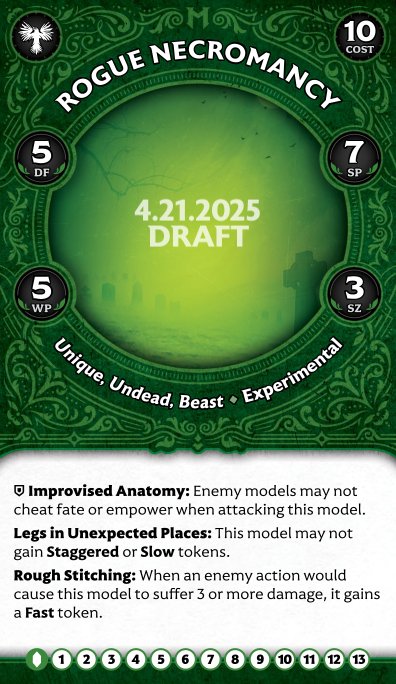 M
10
COST
ROGUE NECROMANCY
5
DF
7
SP
4.21.2025
DRAFT
5
WP
3
SZ
Unique, Undead, Beast • Experimental
Improvised Anatomy: Enemy models may not
cheat fate or empower when attacking this model.
Legs in Unexpected Places: This model may not
gain Staggered or Slow tokens.
Rough Stitching: When an enemy action would
cause this model to suffer 3 or more damage, it gains
a Fast token.
1 2 3 4 5 6 7 8 9 10 11 12 13